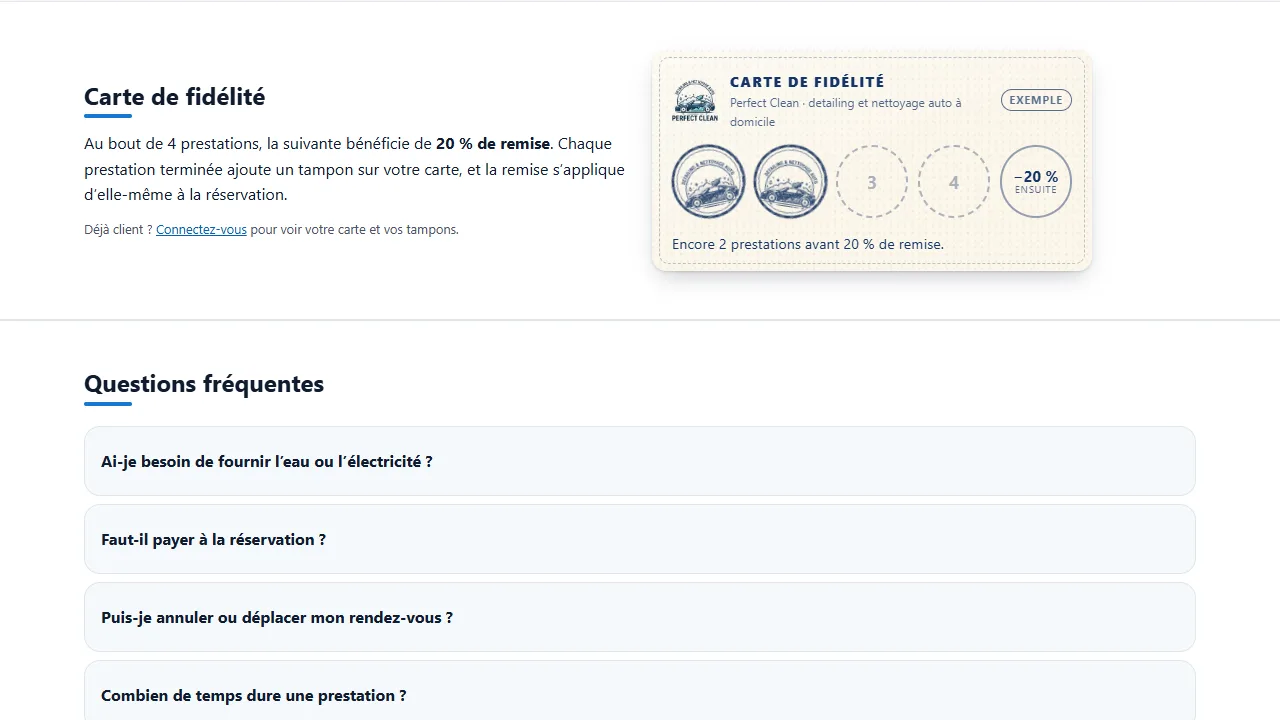 Carte de fidélité
Au bout de 4 prestations, la suivante bénéficie de 20 % de remise. Chaque
prestation terminée ajoute un tampon sur votre carte, et la remise s’applique
d’elle-même à la réservation.
Déjà client ? Connectez-vous pour voir votre carte et vos tampons.
PERFECT CLEAN
CARTE DE FIDÉLITÉ
Perfect Clean · detailing et nettoyage auto à
domicile
EXEMPLE
3
4
−20 %
ENSUITE
Encore 2 prestations avant 20 % de remise.
Questions fréquentes
Ai-je besoin de fournir l’eau ou l’électricité ?
Faut-il payer à la réservation ?
Puis-je annuler ou déplacer mon rendez-vous ?
Combien de temps dure une prestation ?